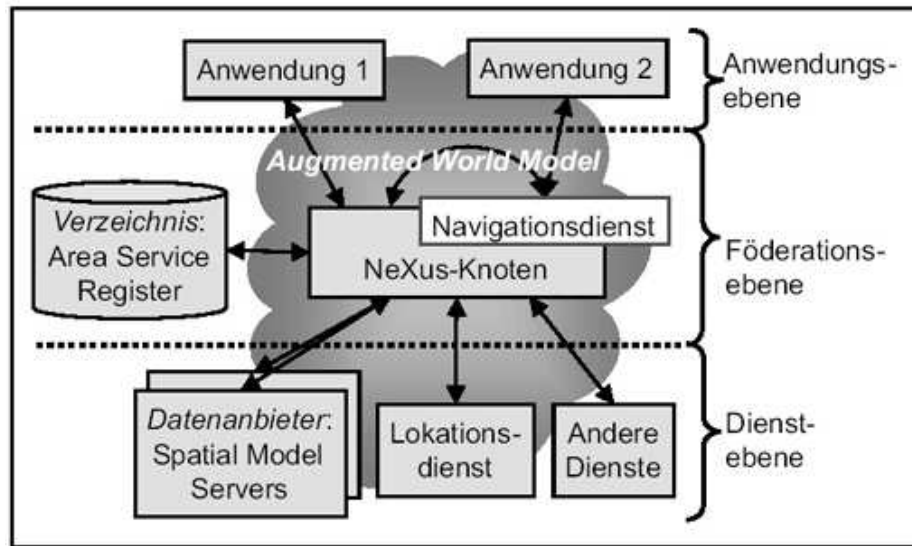 Anwendung 1
Anwendung 2
Anwendungs-
ebene
Augmented World Model
Verzeichnis:
Area Service
Register
Navigationsdienst
NeXus-Knoten
Föderations-
ebene
Datenanbieter:
Spatial Model
Servers
Lokations-
dienst
Andere
Dienste
Dienst-
ebene